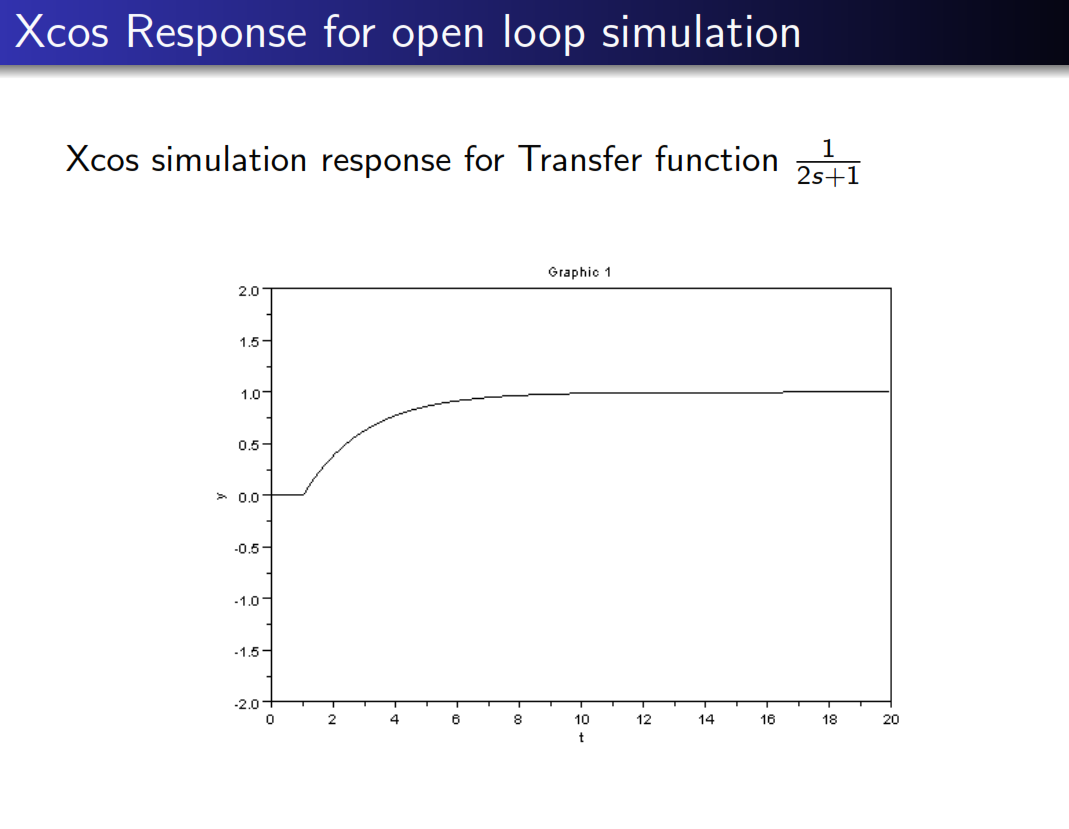 Xcos Response for open loop simulation
Xcos simulation response for Transfer function 1/(2s+1)
Graphic 1
2.0
1.5
1.0
0.5
0.0
-0.5
-1.0
-1.5
-2.0
y
0 2 4 6 8 10 12 14 16 18 20
t